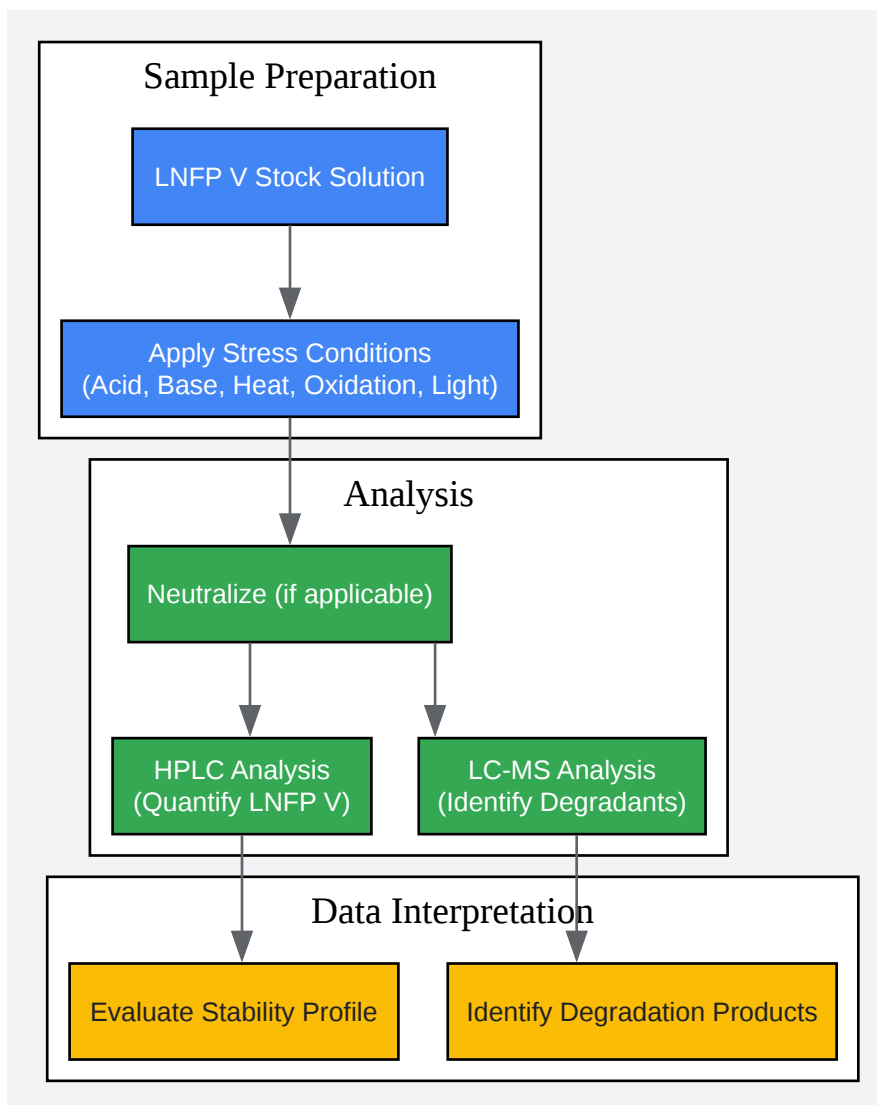 Sample Preparation
LNFP V Stock Solution
Apply Stress Conditions
(Acid, Base, Heat, Oxidation, Light)
Analysis
Neutralize (if applicable)
HPLC Analysis
(Quantify LNFP V)
LC-MS Analysis
(Identify Degradants)
Data Interpretation
Evaluate Stability Profile
Identify Degradation Products